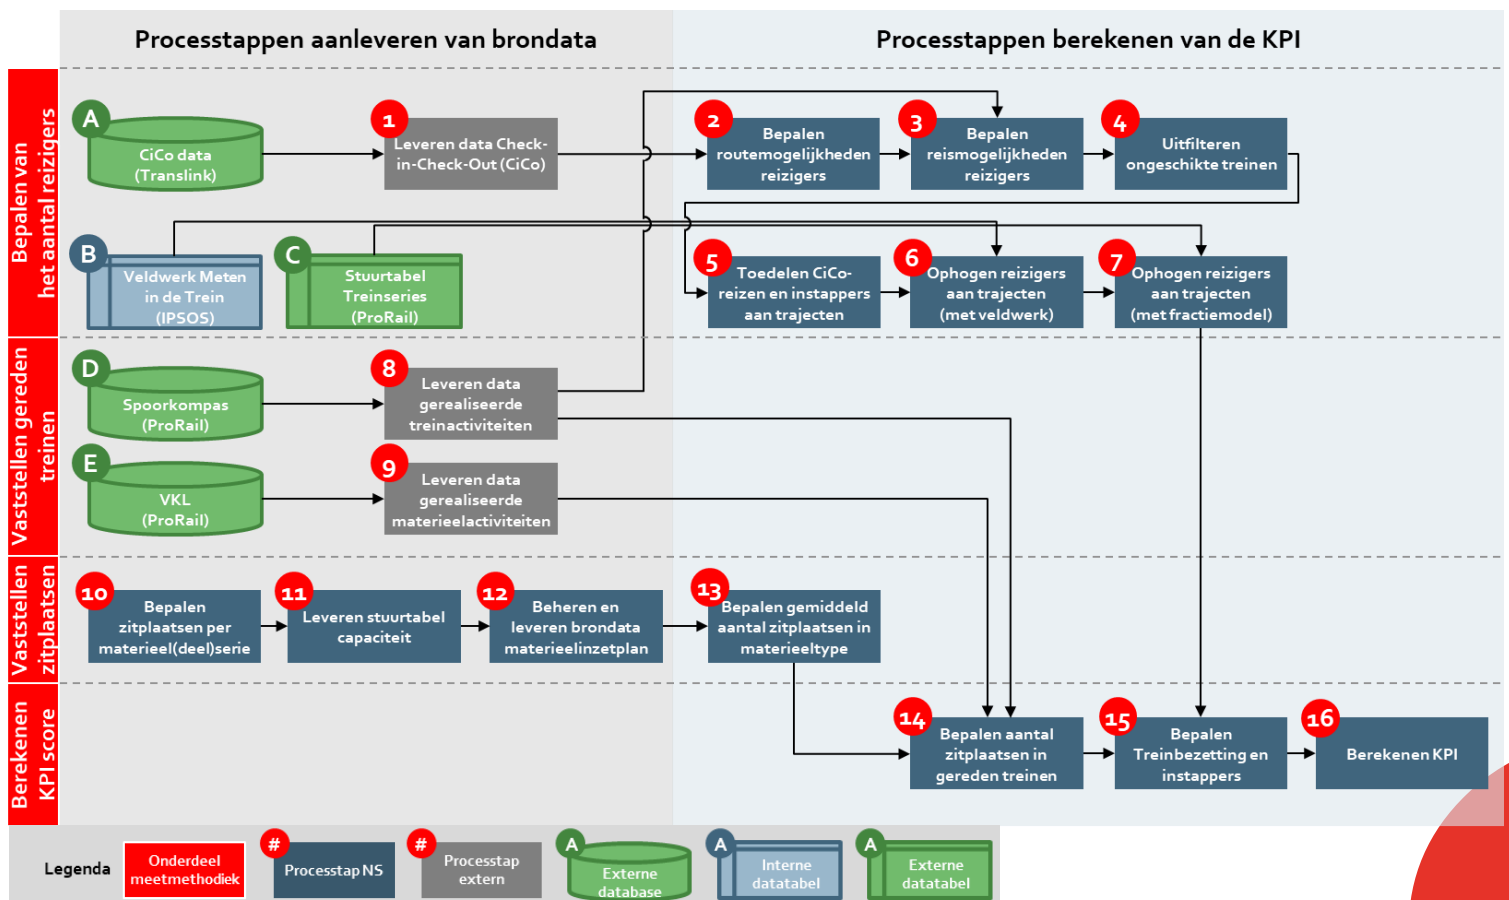 Processtappen aanleveren van brondata
Processtappen berekenen van de KPI
Bepalen van
het aantal reizigers
A
CiCo data
(Translink)
1
Leveren data Check-
in-Check-Out (CiCo)
2
Bepalen
routemogelijkheden
reizigers
3
Bepalen
reismogelijkheden
reizigers
4
Uitfilteren
ongeschikte treinen
B
Veldwerk Meten
in de Trein
(IPSOS)
C
Stuurtabel
Treinseries
(ProRail)
5
Toedelen CiCo-
reizen en instappers
aan trajecten
6
Ophogen reizigers
aan trajecten
(met veldwerk)
7
Ophogen reizigers
aan trajecten
(met fractiemodel)
Vaststellen gereden
treinen
D
Spoorkompas
(ProRail)
8
Leveren data
gerealiseerde
treinactiviteiten
E
VKL
(ProRail)
9
Leveren data
gerealiseerde
materieelactiviteiten
Vaststellen
zitplaatsen
10
Bepalen
zitplaatsen per
materieel(deel)serie
11
Leveren stuurtabel
capaciteit
12
Beheren en
leveren brondata
materieelinzetplan
13
Bepalen gemiddeld
aantal zitplaatsen in
materieeltype
Berekenen
KPI score
14
Bepalen aantal
zitplaatsen in
gereden treinen
15
Bepalen
Treinbezetting en
instappers
16
Berekenen KPI
Legenda
Onderdeel
meetmethodiek
#
Processtap NS
#
Processtap
extern
A
Externe
database
A
Interne
datatabel
A
Externe
datatabel